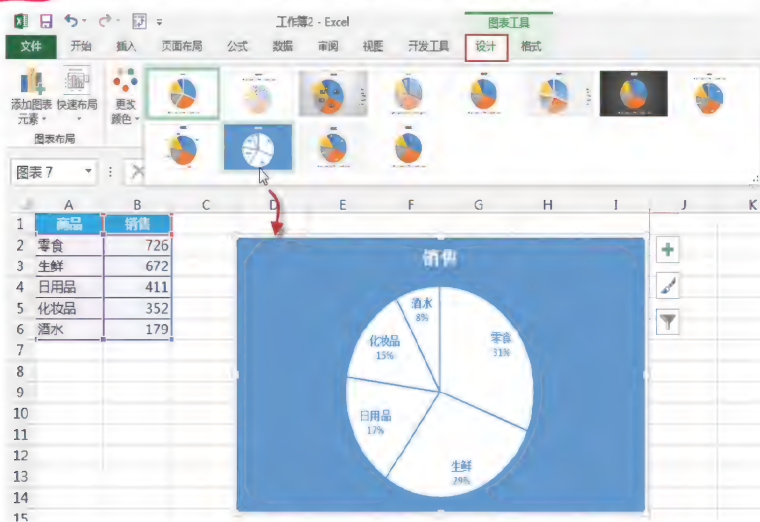 工作簿2 - Excel
图表工具
文件 开始 插入 页面布局 公式 数据 审阅 视图 开发工具 设计 格式
添加图表元素 快速布局 更改颜色
图表布局
图表 7
A B C D E F G H I J K
1 商品 销售
2 零食 726
3 生鲜 672
4 日用品 411
5 化妆品 352
6 酒水 179
7
8
9
10
11
12
13
14
15
销售
酒水
8%
零食
31%
化妆品
15%
日用品
17%
生鲜
29%